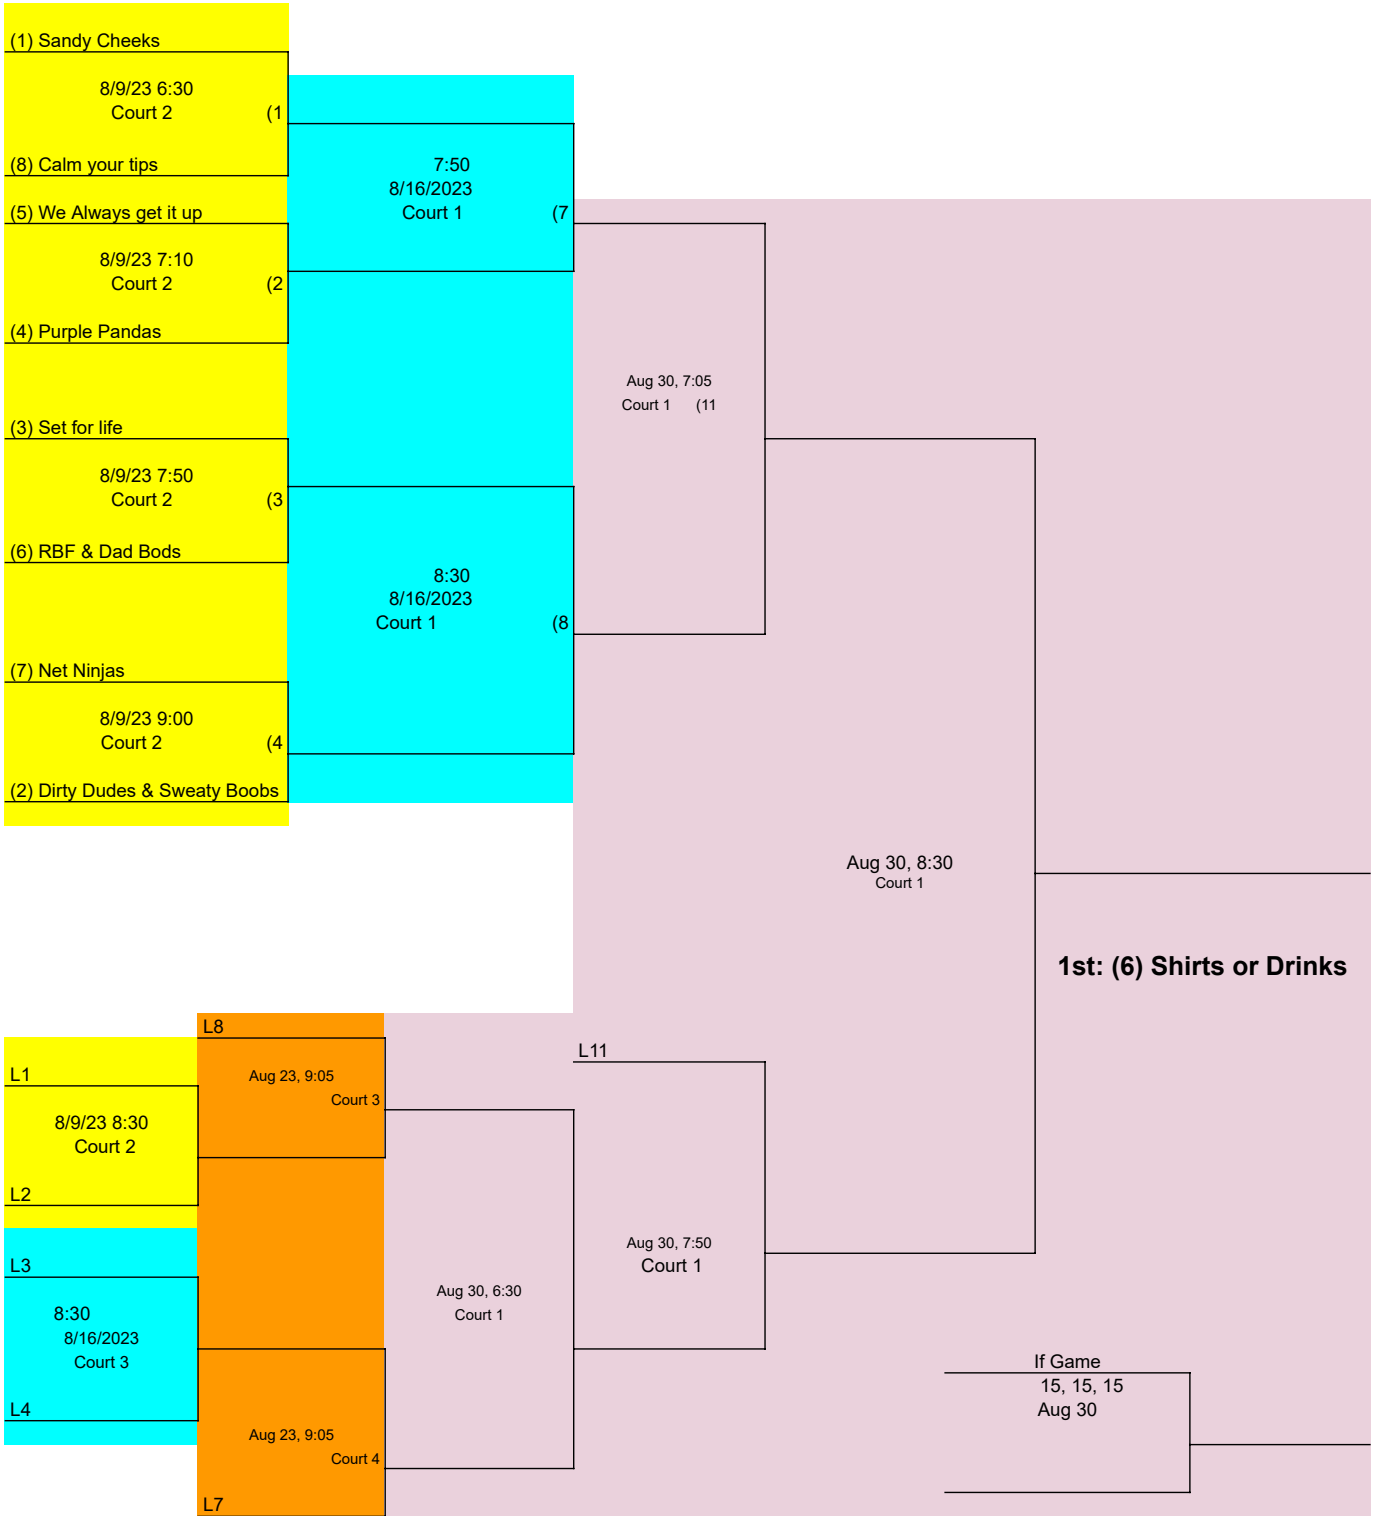 (1) Sandy Cheeks
8/9/23 6:30
Court 2 (1
(8) Calm your tips
(5) We Always get it up
8/9/23 7:10
Court 2 (2
(4) Purple Pandas
(3) Set for life
8/9/23 7:50
Court 2 (3
(6) RBF & Dad Bods
(7) Net Ninjas
8/9/23 9:00
Court 2 (4
(2) Dirty Dudes & Sweaty Boobs
7:50
8/16/2023
Court 1 (7
8:30
8/16/2023
Court 1 (8
Aug 30, 7:05
Court 1 (11
Aug 30, 8:30
Court 1
1st: (6) Shirts or Drinks
L1
8/9/23 8:30
Court 2
L2
L3
8:30
8/16/2023
Court 3
L4
L8
Aug 23, 9:05
Court 3
Aug 23, 9:05
Court 4
L7
Aug 30, 6:30
Court 1
L11
Aug 30, 7:50
Court 1
If Game
15, 15, 15
Aug 30